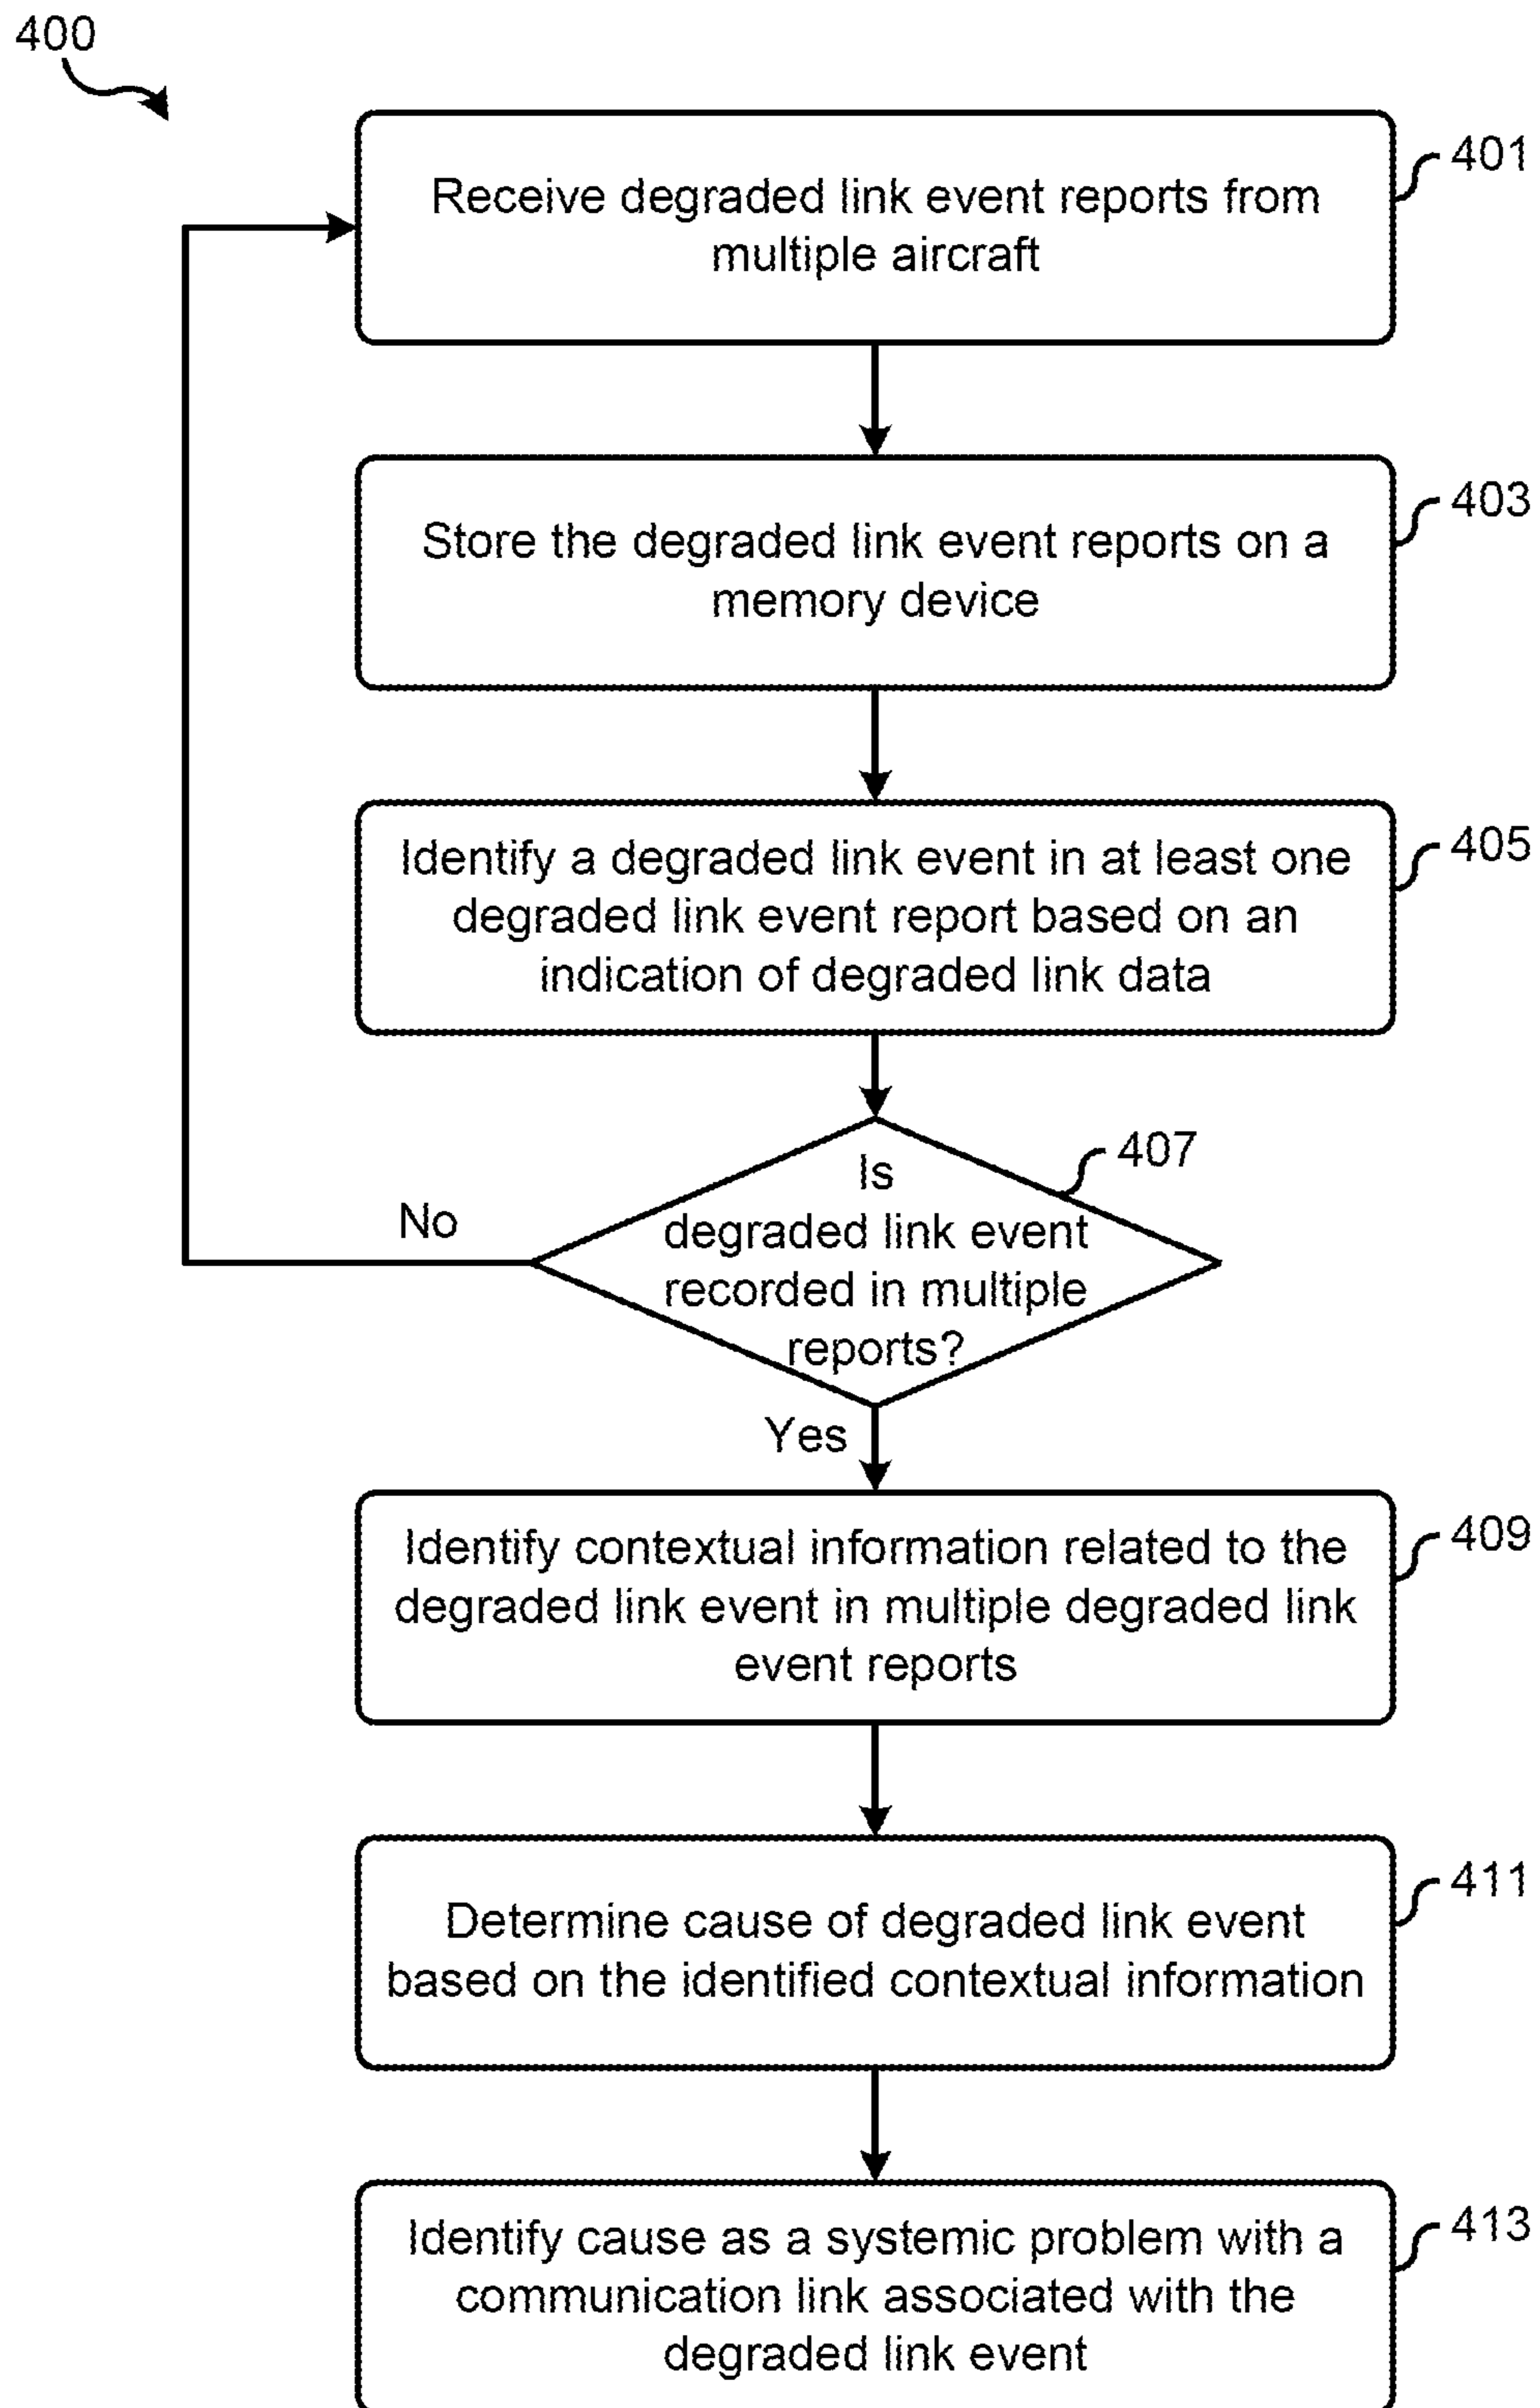 400
401
Receive degraded link event reports from
multiple aircraft
403
Store the degraded link event reports on a
memory device
405
Identify a degraded link event in at least one
degraded link event report based on an
indication of degraded link data
407
Is
degraded link event
recorded in multiple
reports?
No
Yes
409
Identify contextual information related to the
degraded link event in multiple degraded link
event reports
411
Determine cause of degraded link event
based on the identified contextual information
413
Identify cause as a systemic problem with a
communication link associated with the
degraded link event